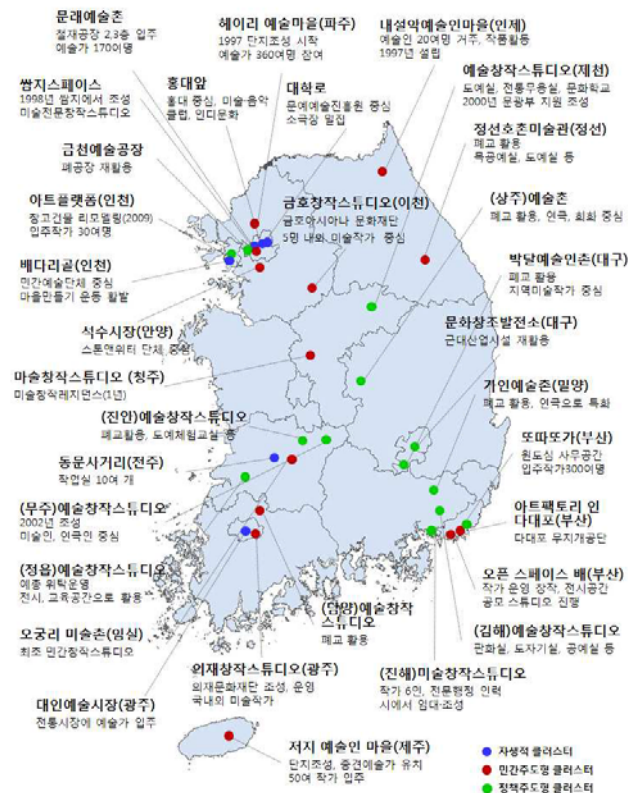 문래예술촌
철재공장 2,3층 입주
예술가 170여명
헤이리 예술마을(파주)
1997 단지조성 시작
예술가 360여명 참여
내설악예술인마을(인제)
예술인 20여명 거주, 작품활동
1997년 설립
쌈지스페이스
1998년 쌈지에서 조성
미술전문창작스튜디오
홍대앞
홍대 중심, 미술·음악
클럽, 인디문화
대학로
문예예술진흥원 중심
소극장 밀집
예술창작스튜디오(제천)
도예실, 전통무용실, 문화학교
2000년 문광부 지원 조성
금천예술공장
폐공장 재활용
정선호촌미술관(정선)
폐교 활용
목공예실, 도예실 등
아트플랫폼(인천)
창고건물 리모델링(2009)
입주작가 30여명
금호창작스튜디오(이천)
금호아시아나 문화재단
5명 내외 미술작가 중심
(상주)예술촌
폐교 활용, 연극, 회화 중심
배다리골(인천)
민간예술단체 중심
마을만들기 운동 활발
박달예술인촌(대구)
폐교 활용
지역미술작가 중심
석수시장(안양)
스톤앤워터 단체 중심
문화창조발전소(대구)
근대산업시설 재활용
마술창작스튜디오 (청주)
미술창작레지던스(1년)
가인예술촌(밀양)
폐교 활용, 연극으로 특화
(진안)예술창작스튜디오
폐교활용, 도예체험교실 등
또따또가(부산)
원도심 사무공간
입주작가300여명
동문사거리(전주)
작업실 10여 개
(무주)예술창작스튜디오
2002년 조성
미술인, 연극인 중심
아트팩토리 인
다대포(부산)
다대포 무지개공단
(정읍)예술창작스튜디오
예총 위탁운영
전시, 교육공간으로 활용
오픈 스페이스 배(부산)
작가 운영 창작, 전시공간
공모 스튜디오 진행
(담양)예술창작
스튜디오
폐교 활용
오궁리 미술촌(임실)
최초 민간창작스튜디오
(김해)예술창작스튜디오
판화실, 도자기실, 공예실 등
의재창작스튜디오(광주)
의재문화재단 조성, 운영
국내외 미술작가
(진해)미술창작스튜디오
작가 6인, 전문행정 인력
시에서 임대·조성
대인예술시장(광주)
전통시장에 예술가 입주
저지 예술인 마을(제주)
단지조성, 중견예술가 유치
50여 작가 입주
자생적 클러스터
민간주도형 클러스터
정책주도형 클러스터